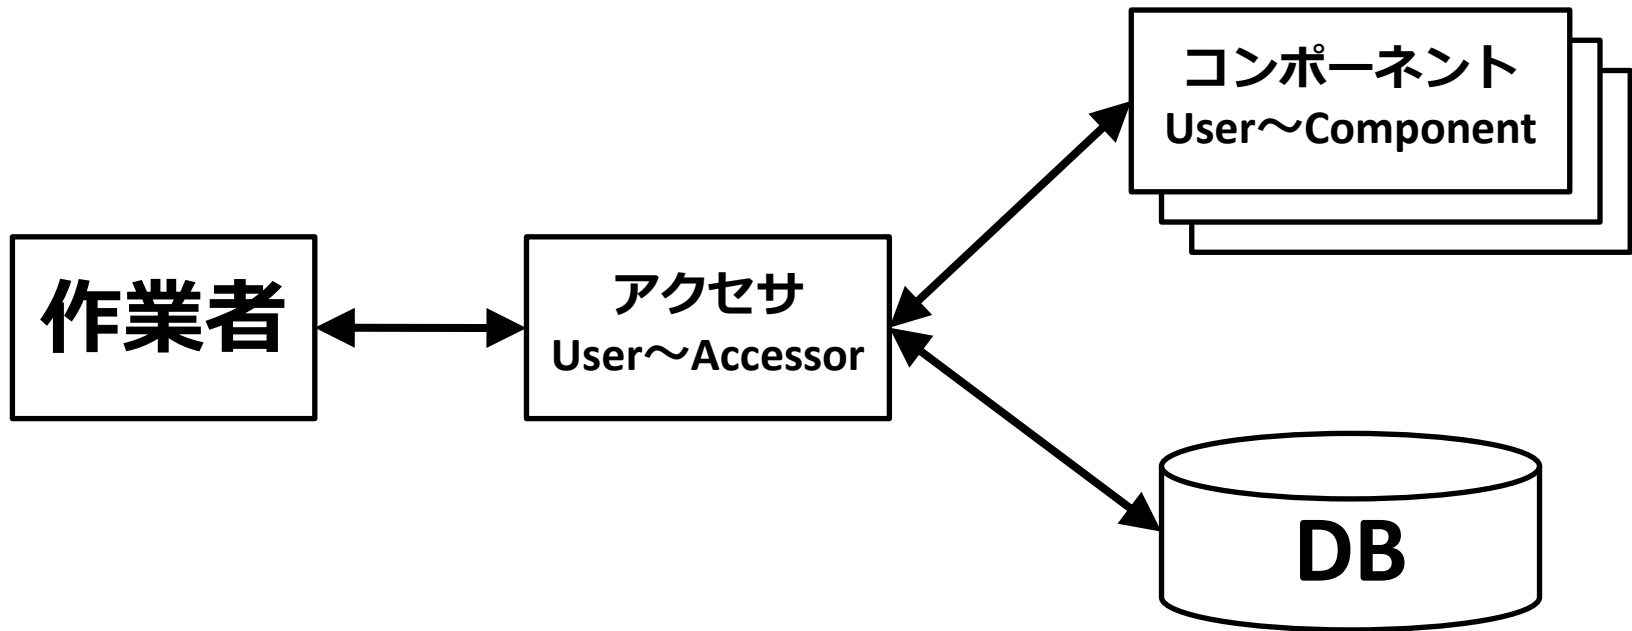 コンポーネント
User～Component
作業者
アクセサ
User～Accessor
DB